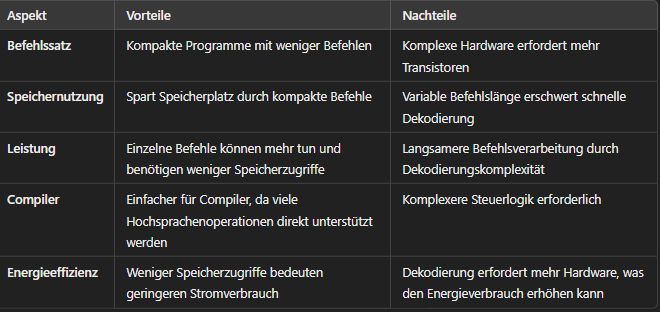 Aspekt Vorteile Nachteile
Befehlssatz Kompakte Programme mit weniger Befehlen Komplexe Hardware erfordert mehr
Transistoren
Speichernutzung Spart Speicherplatz durch kompakte Befehle Variable Befehlslänge erschwert schnelle
Dekodierung
Leistung Einzelne Befehle können mehr tun und Langsamere Befehlsverarbeitung durch
benötigen weniger Speicherzugriffe Dekodierungskomplexität
Compiler Einfacher für Compiler, da viele Komplexere Steuerlogik erforderlich
Hochsprachenoperationen direkt unterstützt
werden
Energieeffizienz Weniger Speicherzugriffe bedeuten Dekodierung erfordert mehr Hardware, was
geringeren Stromverbrauch den Energieverbrauch erhöhen kann